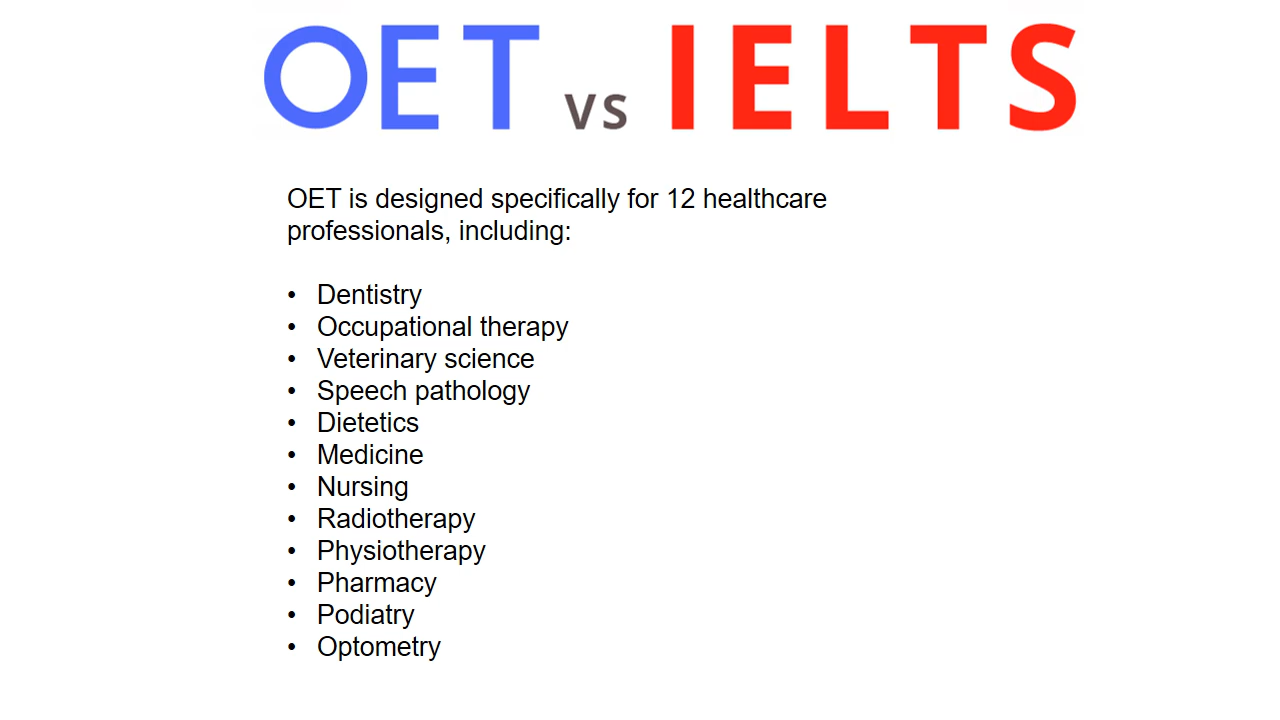 OET vs IELTS
OET is designed specifically for 12 healthcare
professionals, including:
• Dentistry
• Occupational therapy
• Veterinary science
• Speech pathology
• Dietetics
• Medicine
• Nursing
• Radiotherapy
• Physiotherapy
• Pharmacy
• Podiatry
• Optometry